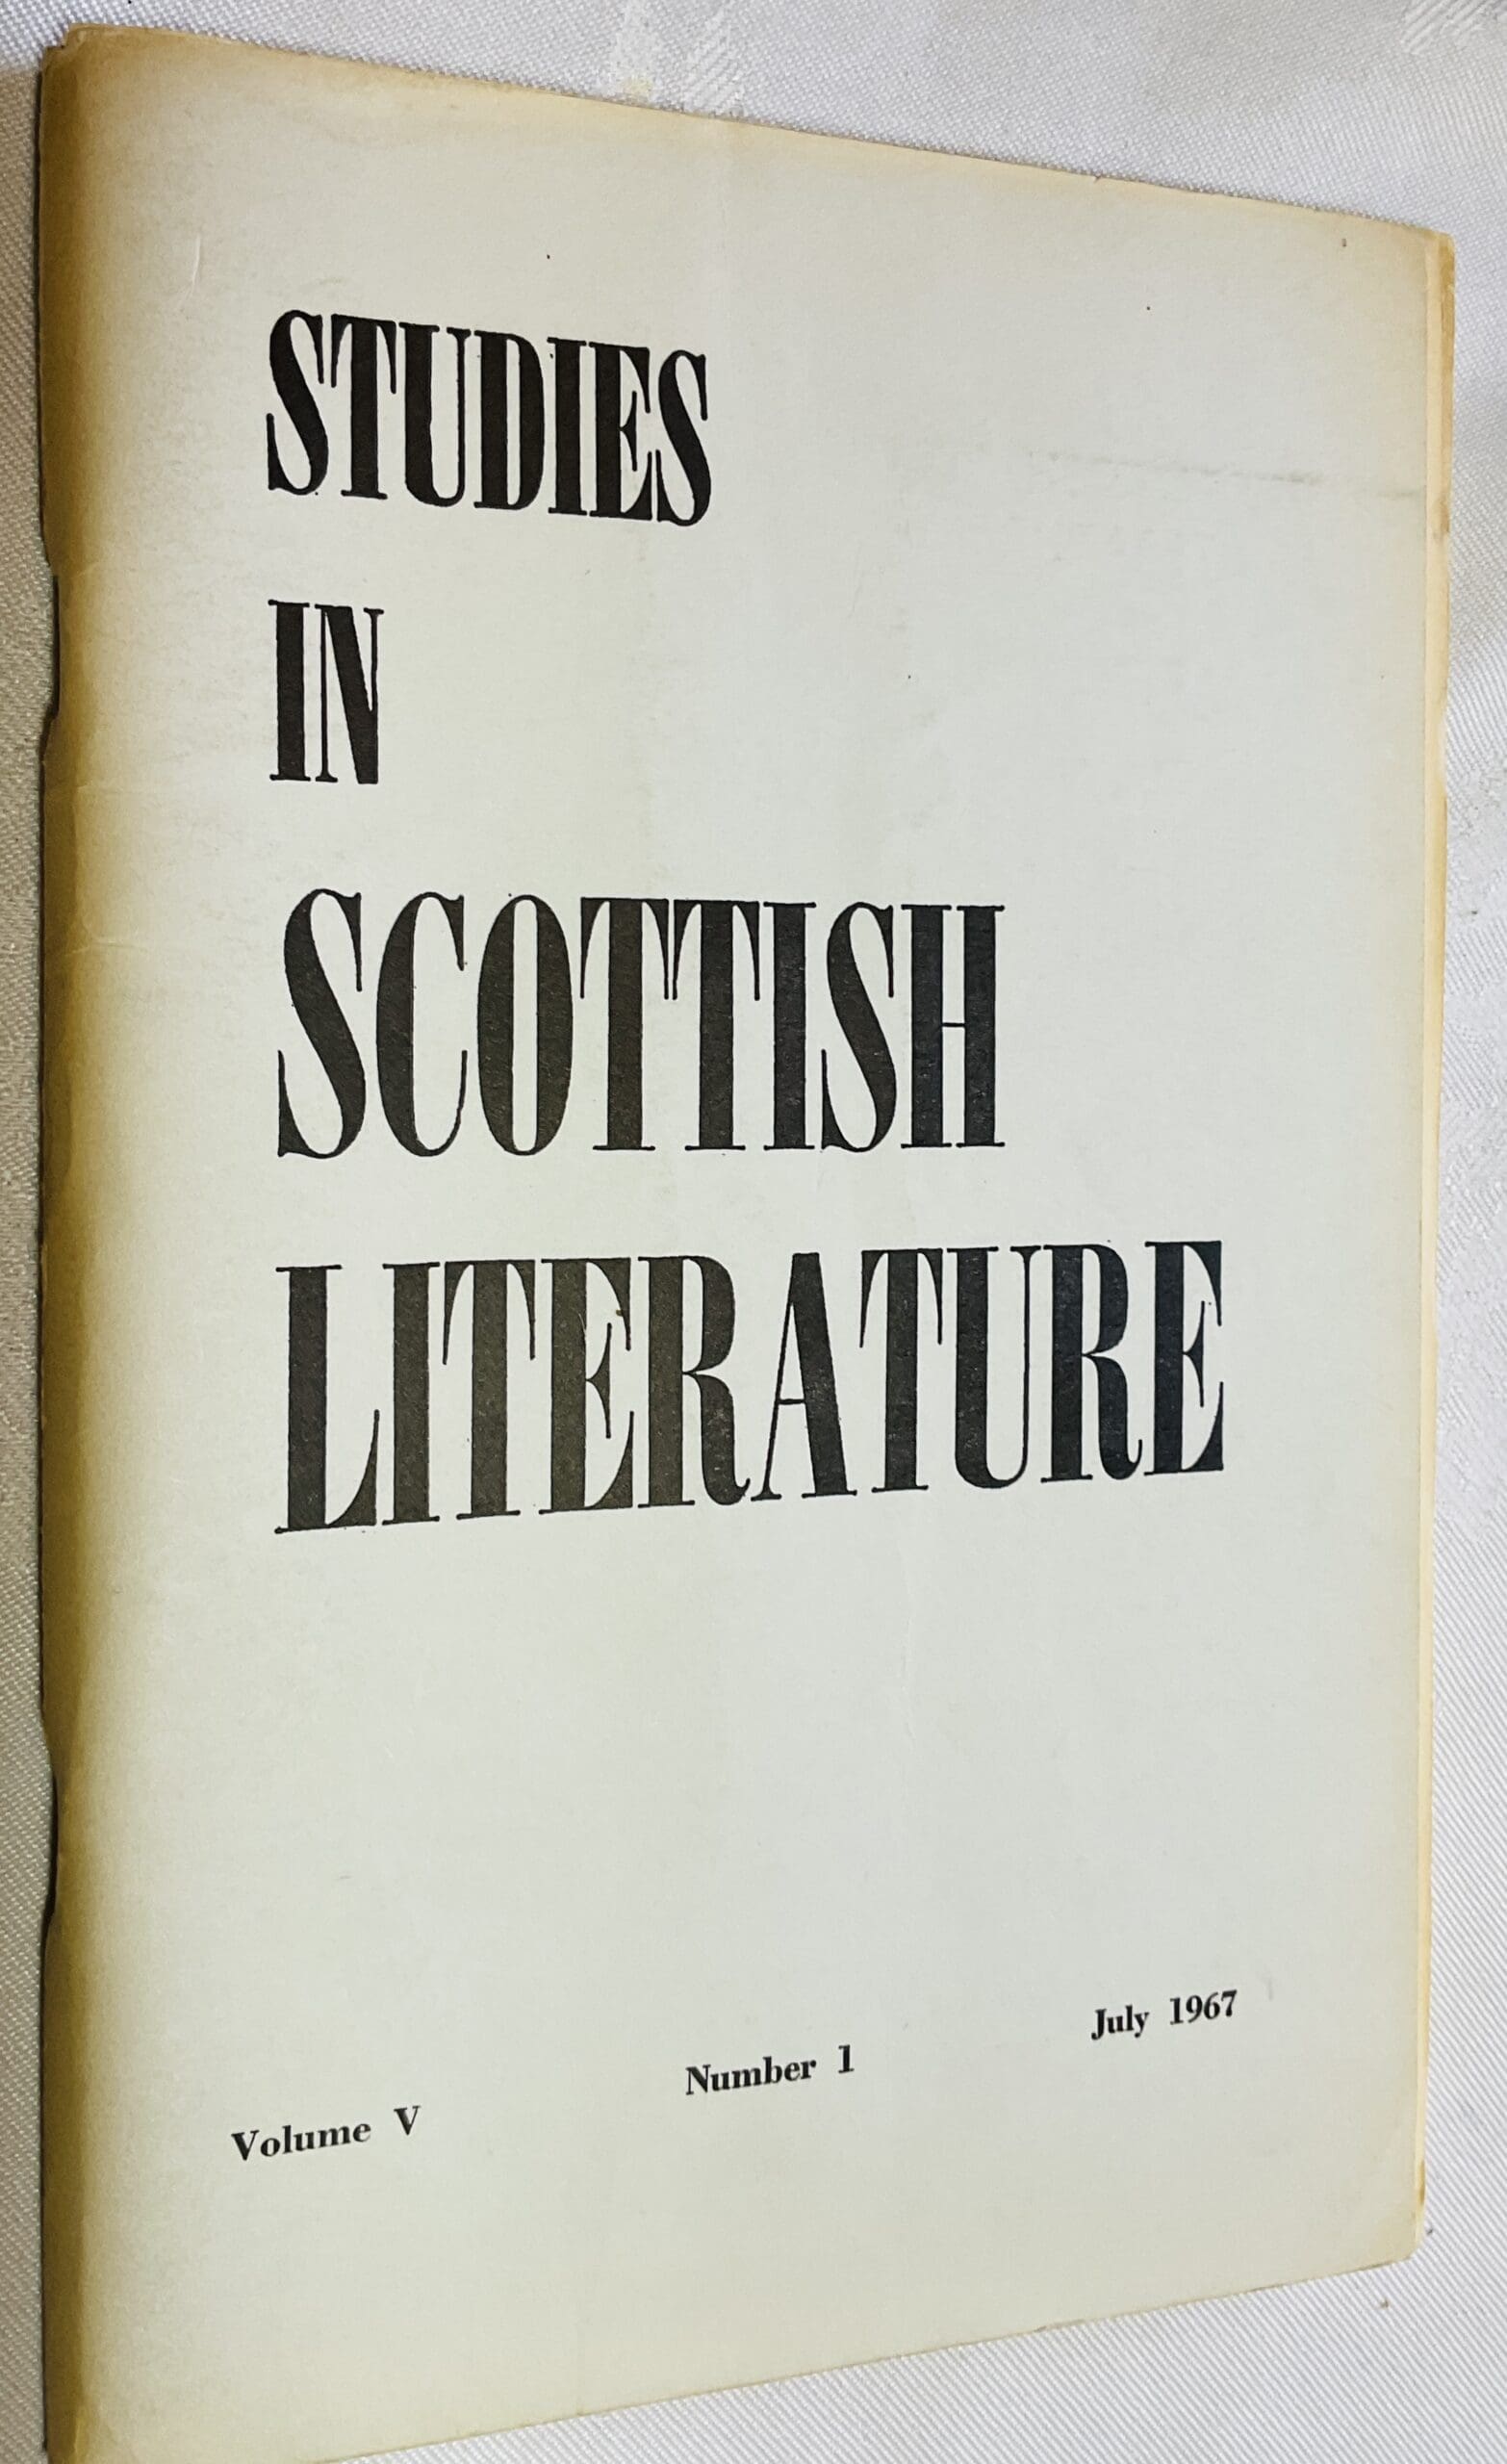 STUDIES
IN
SCOTTISH
LITERATURE
Volume V Number 1 July 1967